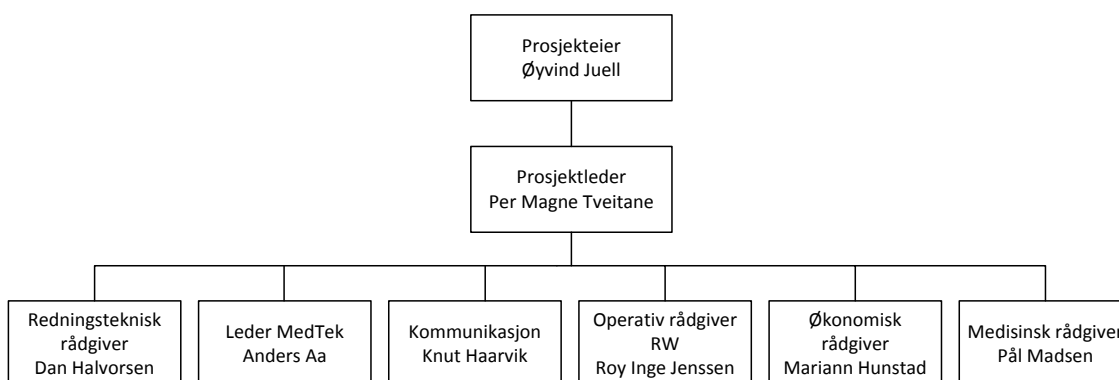 Prosjekteier
Øyvind Juell
Prosjektleder
Per Magne Tveitane
Redningsteknisk
rådgiver
Dan Halvorsen
Leder MedTek
Anders Aa
Kommunikasjon
Knut Haarvik
Operativ rådgiver
RW
Roy Inge Jenssen
Økonomisk
rådgiver
Mariann Hunstad
Medisinsk rådgiver
Pål Madsen